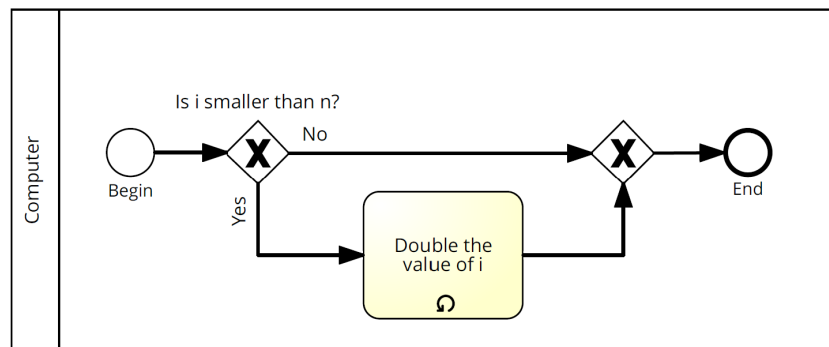 Computer
Is i smaller than n?
No
Begin
Yes
Double the
value of i
End